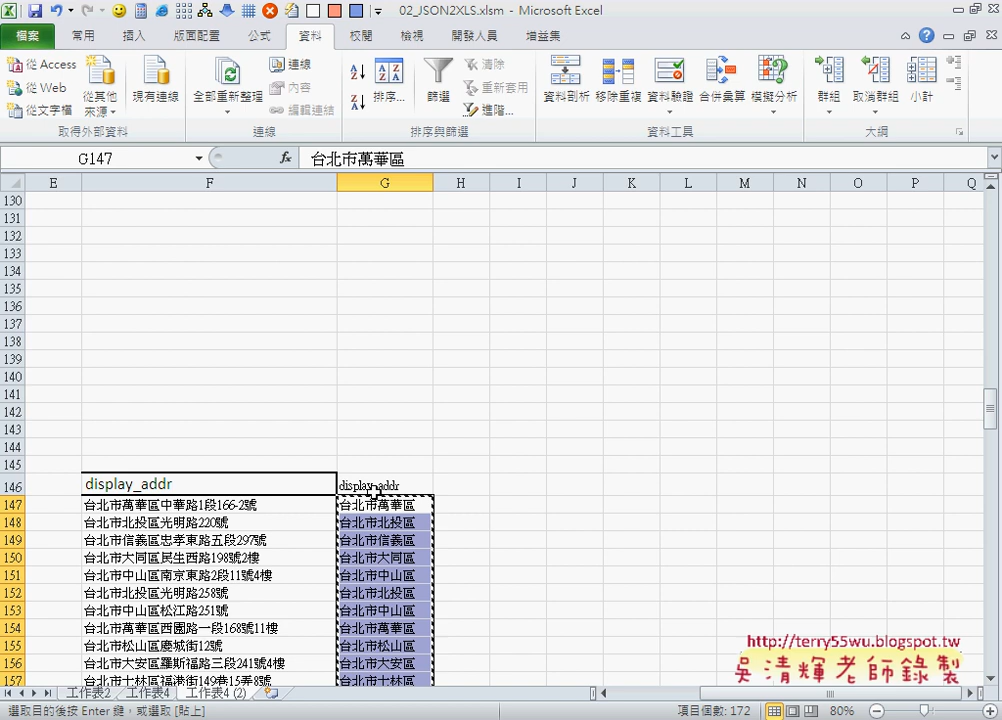 02_JSON2XLS.xlsm - Microsoft Excel
檔案 常用 插入 版面配置 公式 資料 校閱 檢視 開發人員 增益集
從 Access
從 Web
從文字檔
從其他來源
現有連線
取得外部資料
全部重新整理
連線
內容
編輯連結
連線
排序...
篩選
清除
重新套用
進階...
排序與篩選
資料剖析 移除重複 資料驗證 合併彙算 模擬分析
資料工具
群組 取消群組 小計
大綱
G147
fx
台北市萬華區
E F G H I J K L M N O P Q
130
131
132
133
134
135
136
137
138
139
140
141
142
143
144
145
146 display_addr display_addr
147 台北市萬華區中華路1段166-2號 台北市萬華區
148 台北市北投區光明路220號 台北市北投區
149 台北市信義區忠孝東路五段297號 台北市信義區
150 台北市大同區民生西路198號2樓 台北市大同區
151 台北市中山區南京東路2段11號4樓 台北市中山區
152 台北市北投區光明路258號 台北市北投區
153 台北市中山區松江路251號 台北市中山區
154 台北市萬華區西園路一段168號11樓 台北市萬華區
155 台北市松山區慶城街12號 台北市松山區
156 台北市大安區羅斯福路三段241號4樓 台北市大安區
157 台北市士林區福港街149巷15弄8號 台北市士林區
http://terry55wu.blogspot.tw
吳清輝老師錄製
工作表2 工作表4 工作表4 (2)
選取目的後按 Enter 鍵，或選取 [貼上]
項目個數: 172
80%